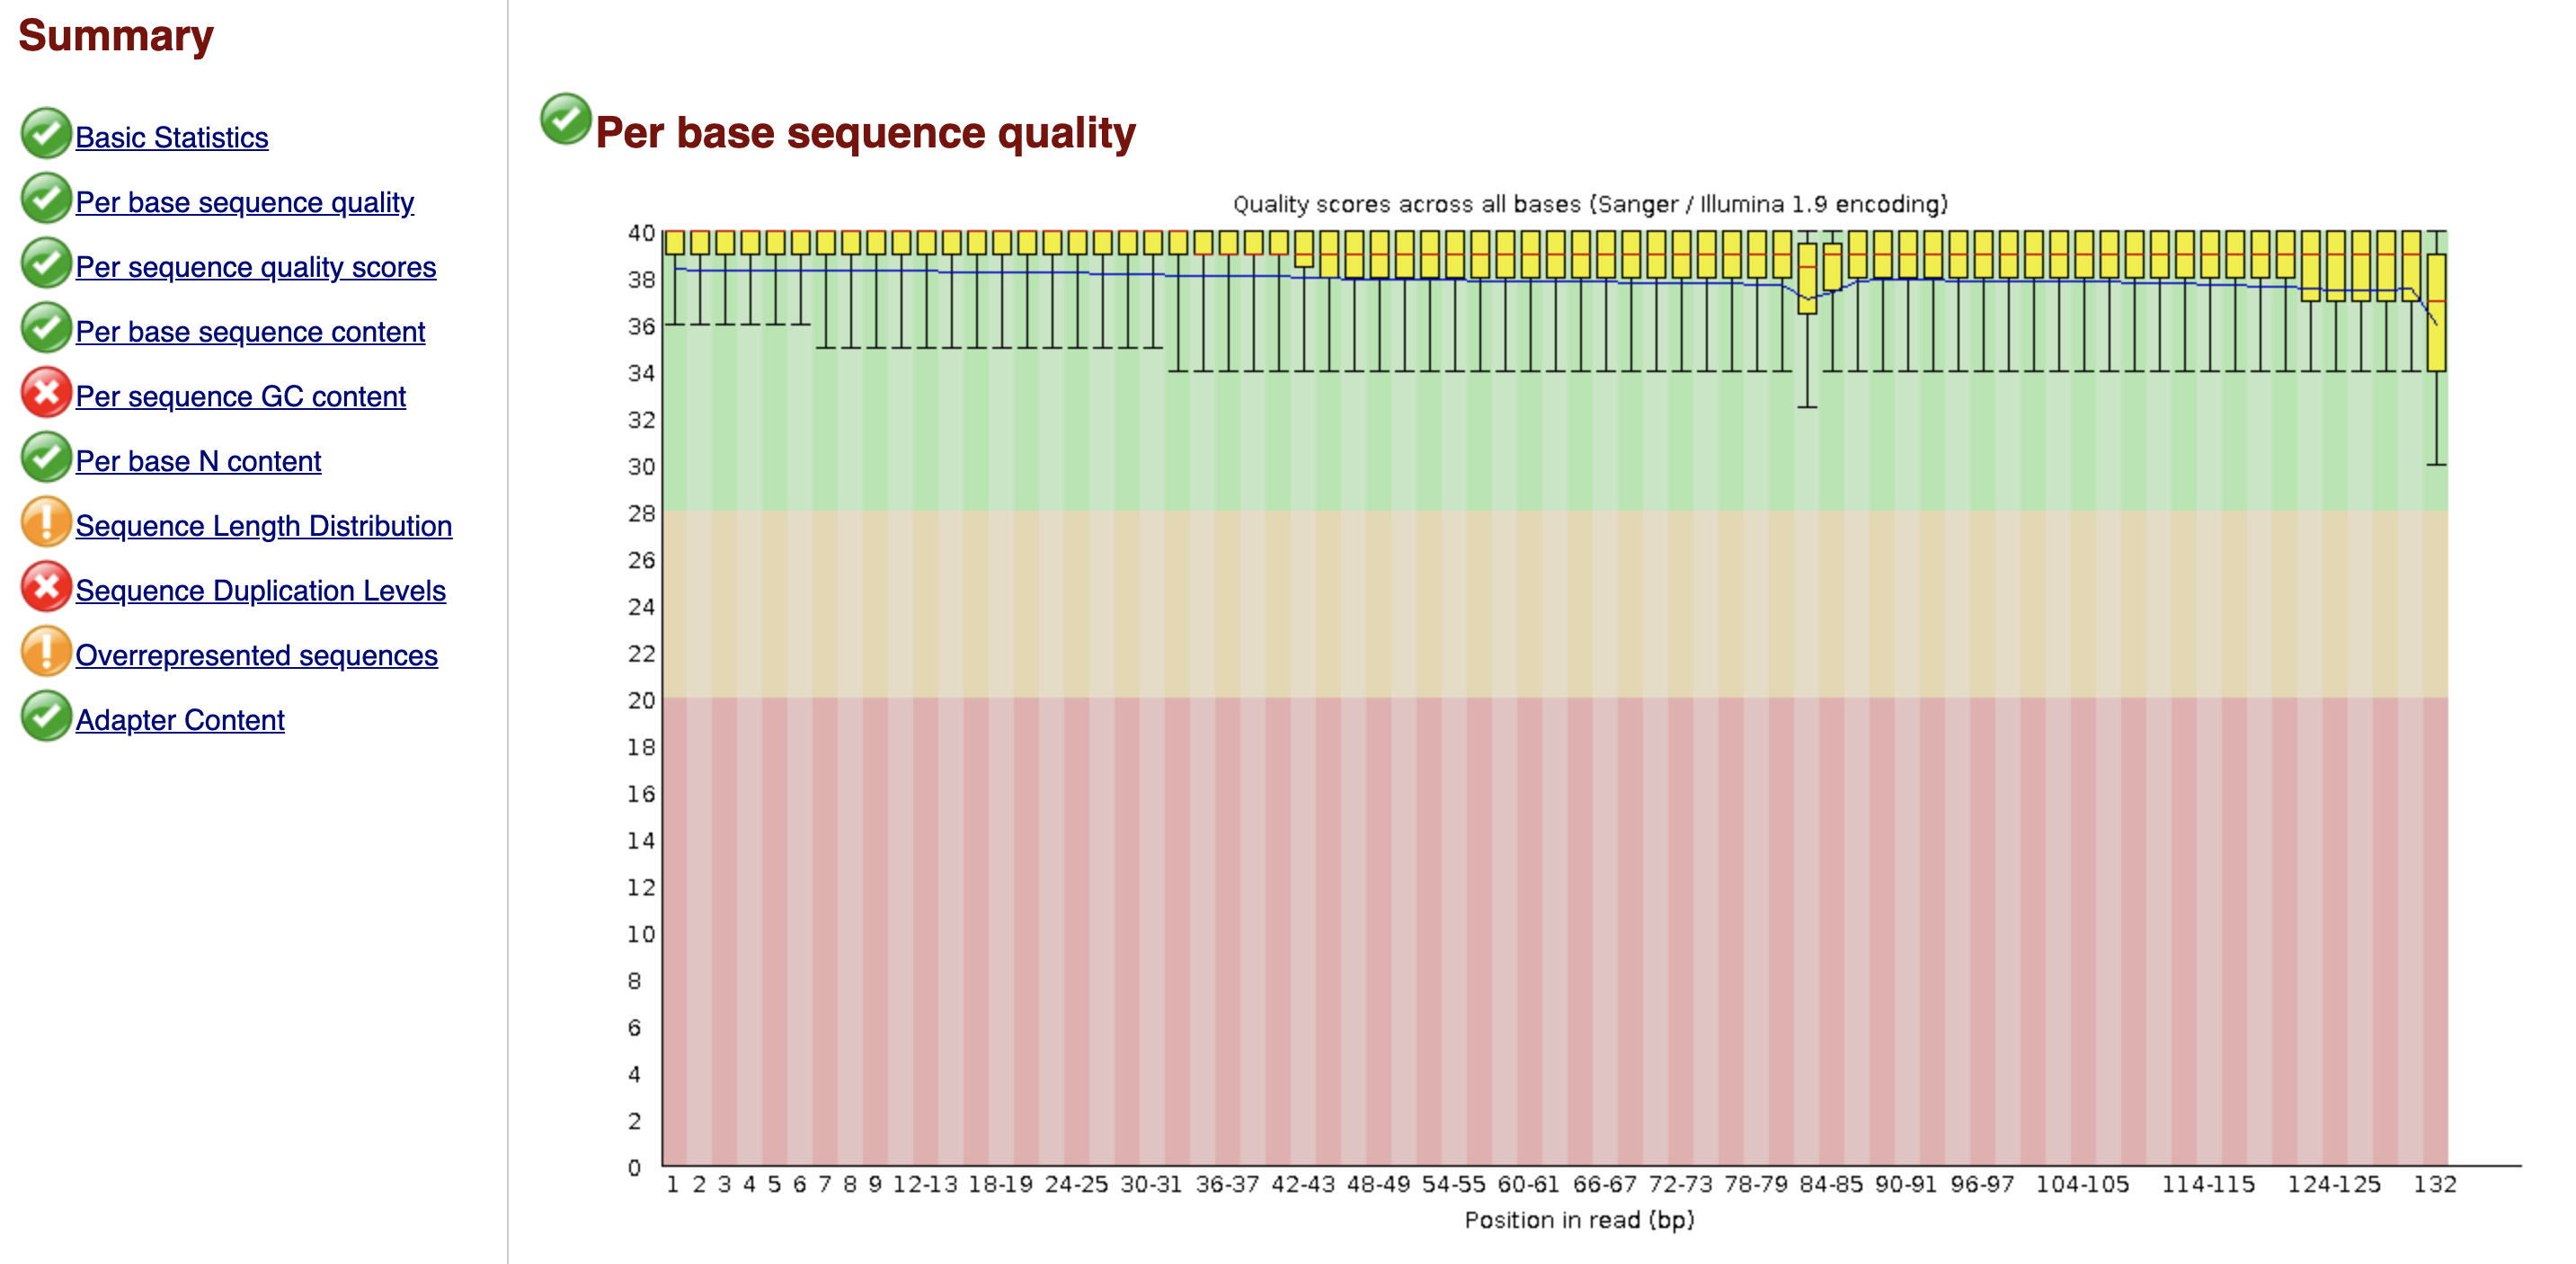 Summary
Basic Statistics
Per base sequence quality
Per sequence quality scores
Per base sequence content
Per sequence GC content
Per base N content
Sequence Length Distribution
Sequence Duplication Levels
Overrepresented sequences
Adapter Content
Per base sequence quality
Quality scores across all bases (Sanger / Illumina 1.9 encoding)
40
38
36
34
32
30
28
26
24
22
20
18
16
14
12
10
8
6
4
2
0
1 2 3 4 5 6 7 8 9 12-13 18-19 24-25 30-31 36-37 42-43 48-49 54-55 60-61 66-67 72-73 78-79 84-85 90-91 96-97 104-105 114-115 124-125 132
Position in read (bp)